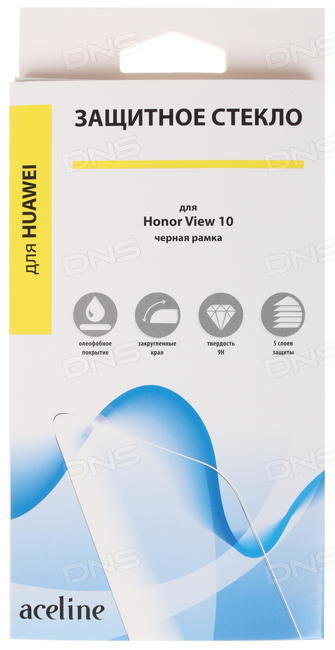 ЗАЩИТНОЕ СТЕКЛО
для HUAWEI
для
Honor View 10
черная рамка
олеофобное
покрытие
закругленные
края
твердость
9H
5 слоев
защиты
aceline
DNS